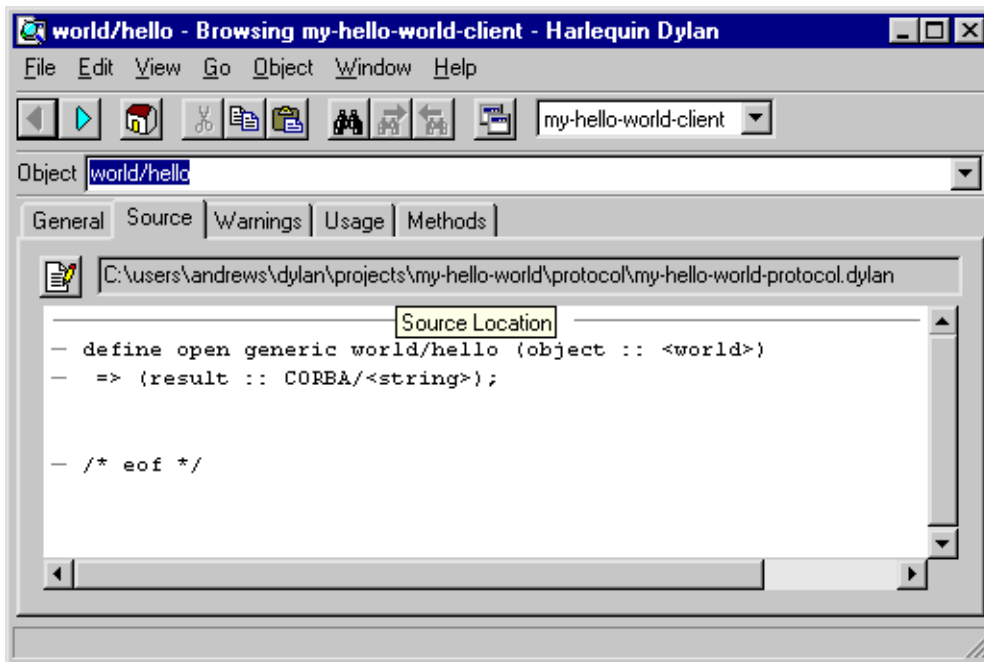 world/hello - Browsing my-hello-world-client - Harlequin Dylan
File Edit View Go Object Window Help
my-hello-world-client
Object world/hello
General Source Warnings Usage Methods
C:\users\andrews\dylan\projects\my-hello-world\protocol\my-hello-world-protocol.dylan
Source Location
define open generic world/hello (object :: <world>)
=> (result :: CORBA/<string>);
/* eof */